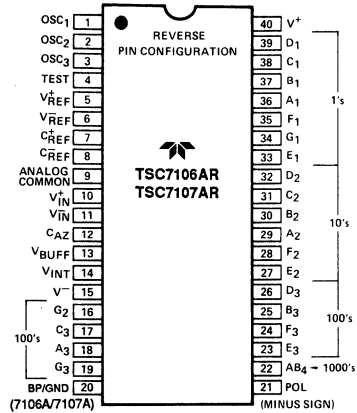 REVERSE
PIN CONFIGURATION
TSC7106AR
TSC7107AR
OSC1 1
OSC2 2
OSC3 3
TEST 4
V+REF 5
V-REF 6
C+REF 7
C-REF 8
ANALOG
COMMON 9
V+IN 10
V-IN 11
CAZ 12
VBUFF 13
VINT 14
V- 15
G2 16
C3 17
A3 18
G3 19
100's
BP/GND 20
(7106A/7107A)
40 V+
39 D1
38 C1
37 B1
36 A1
35 F1
34 G1
33 E1
1's
32 D2
31 C2
30 B2
29 A2
28 F2
27 E2
10's
26 D3
25 B3
24 F3
23 E3
100's
22 AB4 → 1000's
21 POL
(MINUS SIGN)